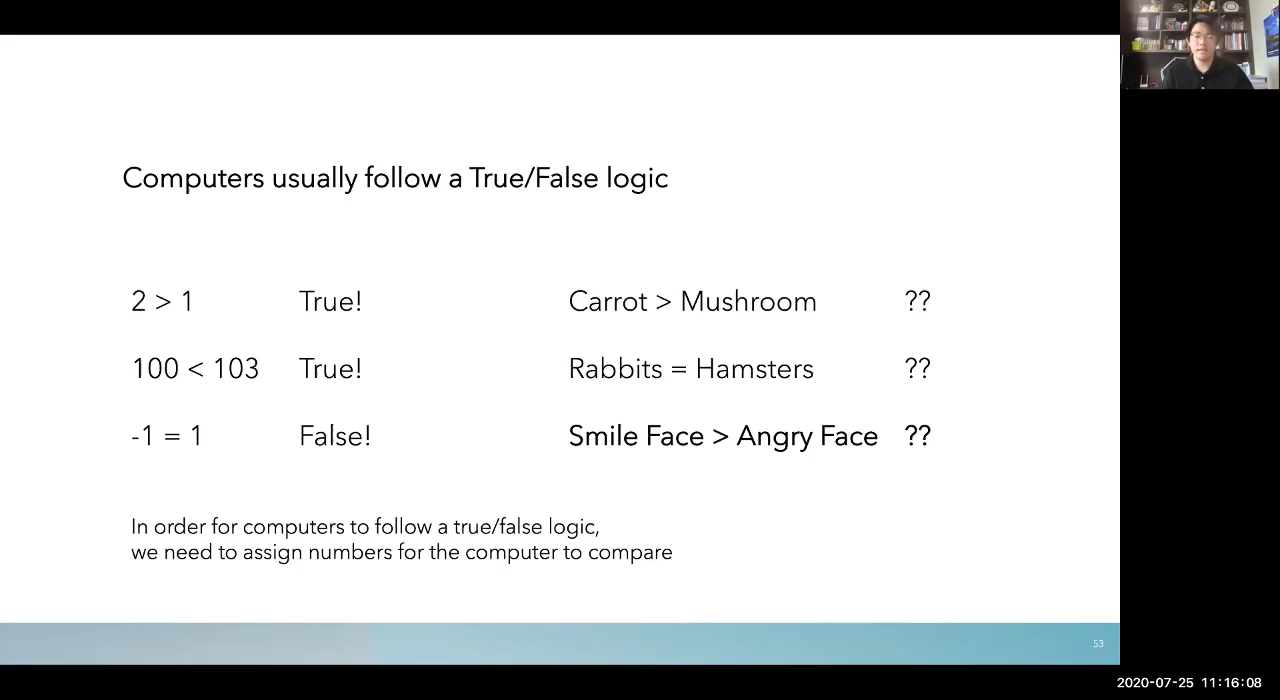 Computers usually follow a True/False logic
2 > 1 True! Carrot > Mushroom ??
100 < 103 True! Rabbits = Hamsters ??
-1 = 1 False! Smile Face > Angry Face ??
In order for computers to follow a true/false logic,
we need to assign numbers for the computer to compare
53
2020-07-25 11:16:08